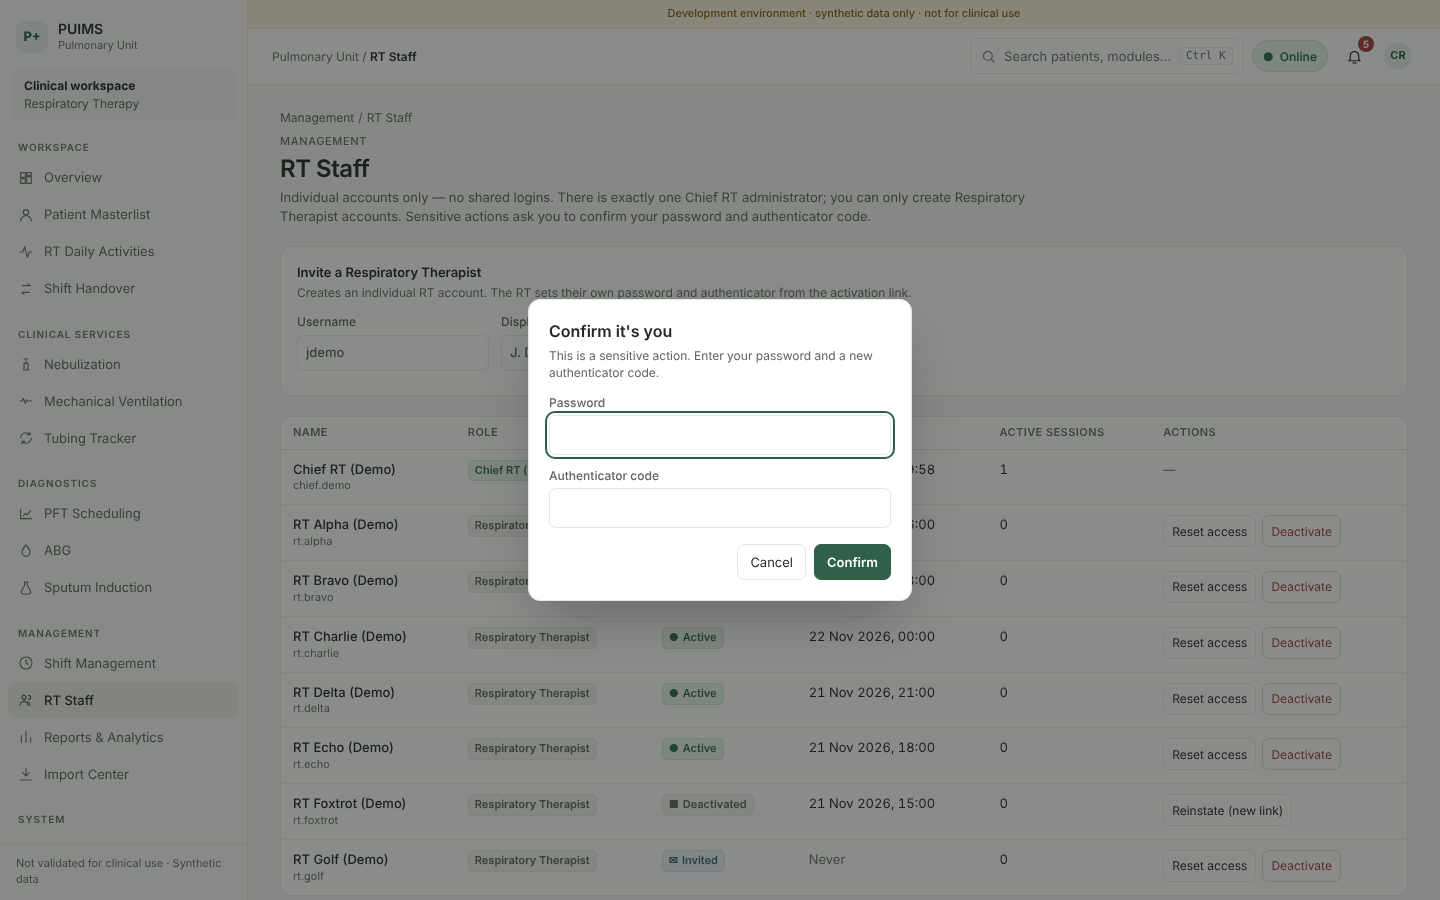 Development environment · synthetic data only · not for clinical use
P+
PUIMS
Pulmonary Unit
Clinical workspace
Respiratory Therapy
WORKSPACE
Overview
Patient Masterlist
RT Daily Activities
Shift Handover
CLINICAL SERVICES
Nebulization
Mechanical Ventilation
Tubing Tracker
DIAGNOSTICS
PFT Scheduling
ABG
Sputum Induction
MANAGEMENT
Shift Management
RT Staff
Reports & Analytics
Import Center
SYSTEM
Not validated for clinical use · Synthetic
data
Pulmonary Unit / RT Staff
Search patients, modules... Ctrl K
Online
5
CR
Management / RT Staff
MANAGEMENT
RT Staff
Individual accounts only — no shared logins. There is exactly one Chief RT administrator; you can only create Respiratory
Therapist accounts. Sensitive actions ask you to confirm your password and authenticator code.
Invite a Respiratory Therapist
Creates an individual RT account. The RT sets their own password and authenticator from the activation link.
Username
jdemo
J.
Confirm it's you
This is a sensitive action. Enter your password and a new
authenticator code.
Password
Authenticator code
Cancel Confirm
NAME ROLE ACTIVE SESSIONS ACTIONS
Chief RT (Demo) Chief RT :58 1 —
chief.demo
RT Alpha (Demo) :00 0 Reset access Deactivate
rt.alpha
RT Bravo (Demo) :00 0 Reset access Deactivate
rt.bravo
RT Charlie (Demo) Respiratory Therapist Active 22 Nov 2026, 00:00 0 Reset access Deactivate
rt.charlie
RT Delta (Demo) Respiratory Therapist Active 21 Nov 2026, 21:00 0 Reset access Deactivate
rt.delta
RT Echo (Demo) Respiratory Therapist Active 21 Nov 2026, 18:00 0 Reset access Deactivate
rt.echo
RT Foxtrot (Demo) Respiratory Therapist Deactivated 21 Nov 2026, 15:00 0 Reinstate (new link)
rt.foxtrot
RT Golf (Demo) Respiratory Therapist Invited Never 0 Reset access Deactivate
rt.golf